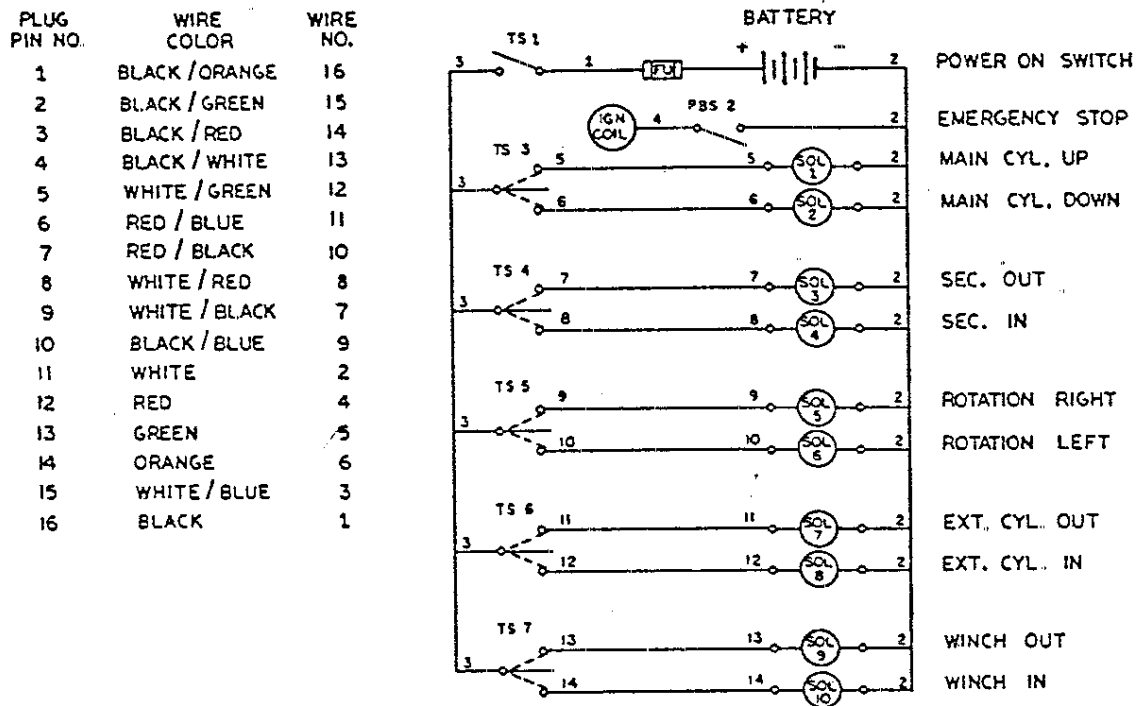 PLUG PIN NO. WIRE COLOR WIRE NO.
1 BLACK / ORANGE 16
2 BLACK / GREEN 15
3 BLACK / RED 14
4 BLACK / WHITE 13
5 WHITE / GREEN 12
6 RED / BLUE 11
7 RED / BLACK 10
8 WHITE / RED 8
9 WHITE / BLACK 7
10 BLACK / BLUE 9
11 WHITE 2
12 RED 4
13 GREEN 5
14 ORANGE 6
15 WHITE / BLUE 3
16 BLACK 1
BATTERY
TS 1
3 1 FU + - 2 POWER ON SWITCH
PBS 2
IGN COIL 4 2 EMERGENCY STOP
TS 3
3
5 5 SOL 1 2 MAIN CYL. UP
6 6 SOL 2 2 MAIN CYL. DOWN
TS 4
3
7 7 SOL 3 2 SEC. OUT
8 8 SOL 4 2 SEC. IN
TS 5
3
9 9 SOL 5 2 ROTATION RIGHT
10 10 SOL 6 2 ROTATION LEFT
TS 6
3
11 11 SOL 7 2 EXT. CYL. OUT
12 12 SOL 8 2 EXT. CYL. IN
TS 7
3
13 13 SOL 9 2 WINCH OUT
14 14 SOL 10 2 WINCH IN